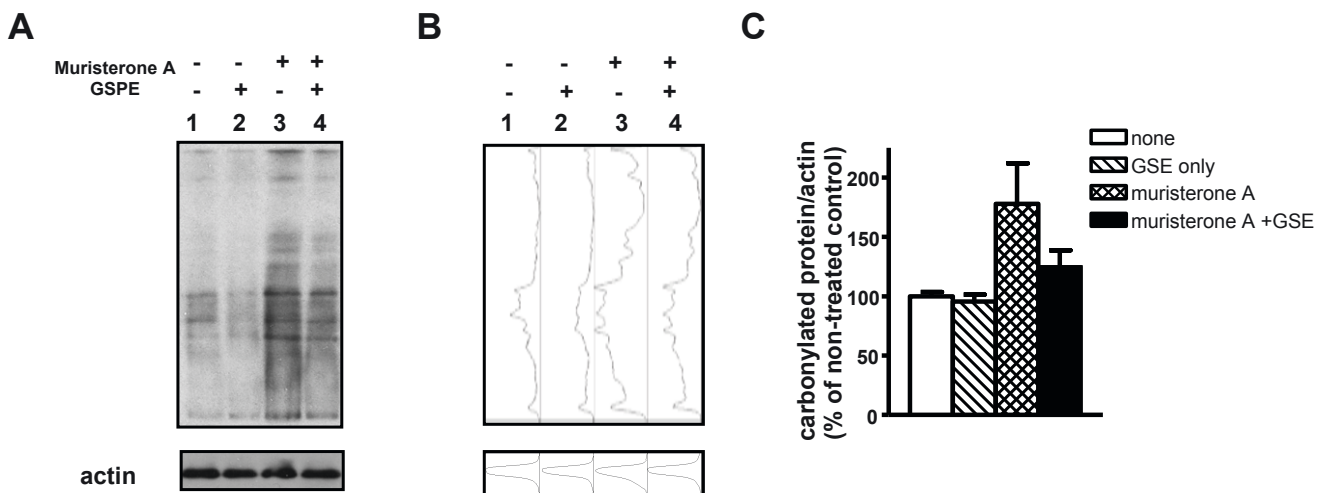 A
Muristerone A - - + +
GSPE - + - +
1 2 3 4
actin
B
- - + +
- + - +
1 2 3 4
C
carbonylated protein/actin
(% of non-treated control)
200
150
100
50
0
none
GSE only
muristerone A
muristerone A +GSE